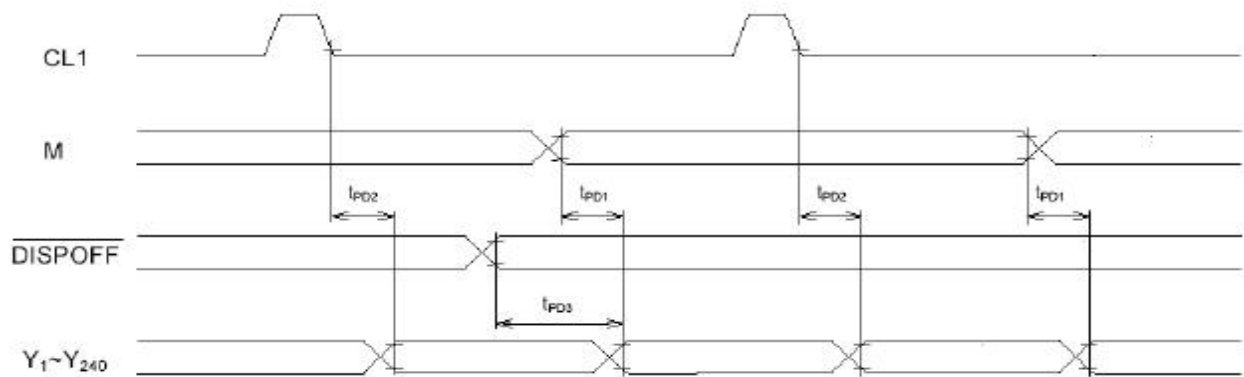 CL1
M
tPD2 tPD1 tPD2 tPD1
DISPOFF
tPD3
Y1~Y240